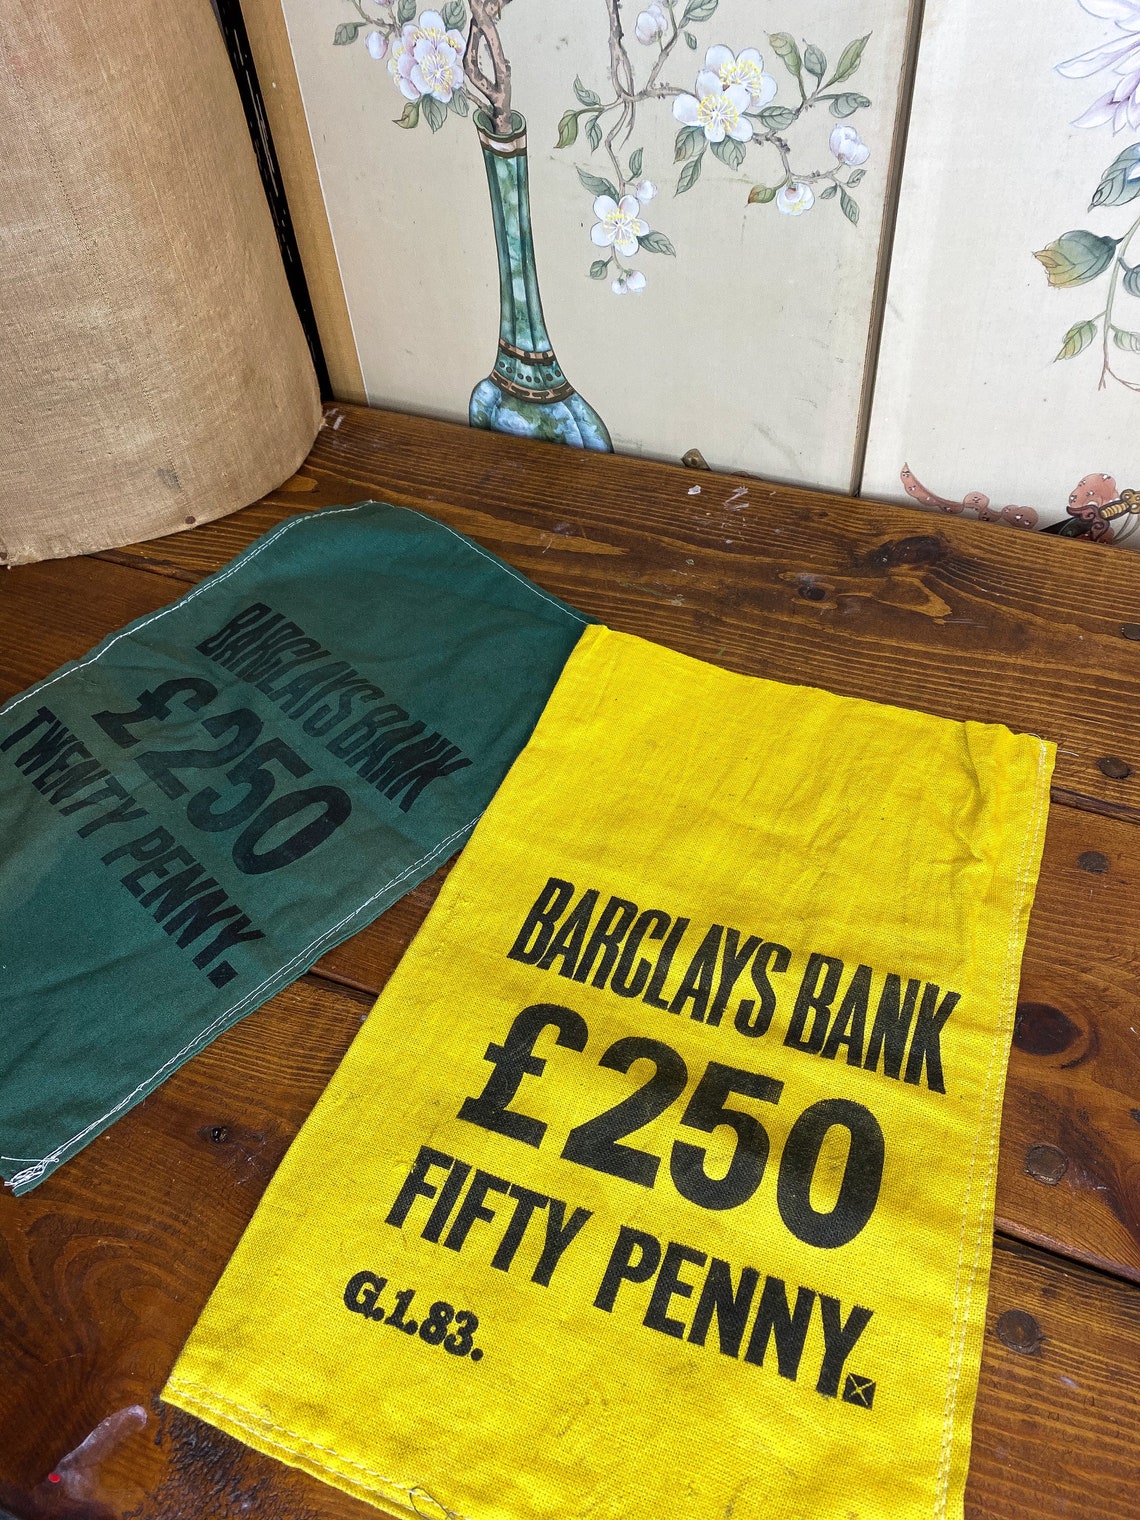 BARCLAYS BANK
£250
TWENTY PENNY.
BARCLAYS BANK
£250
FIFTY PENNY.
G.1.83.